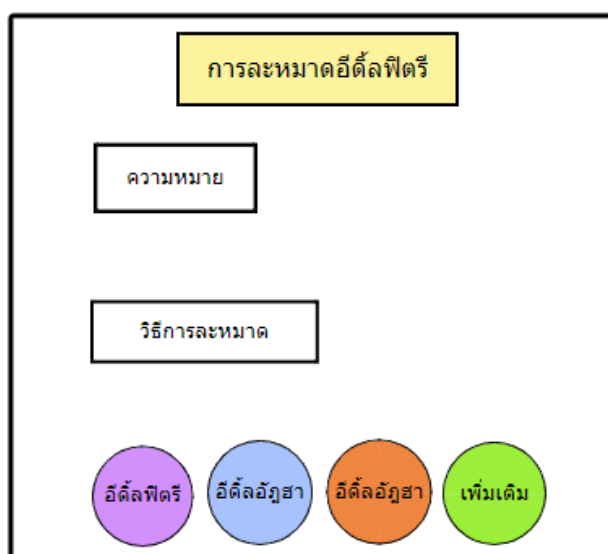 การละหมาดอีดิ้ลฟิตรี
ความหมาย
วิธีการละหมาด
อีดิ้ลฟิตรี
อีดิ้ลอัฎฮา
อีดิ้ลอัฎฮา
เพิ่มเติม